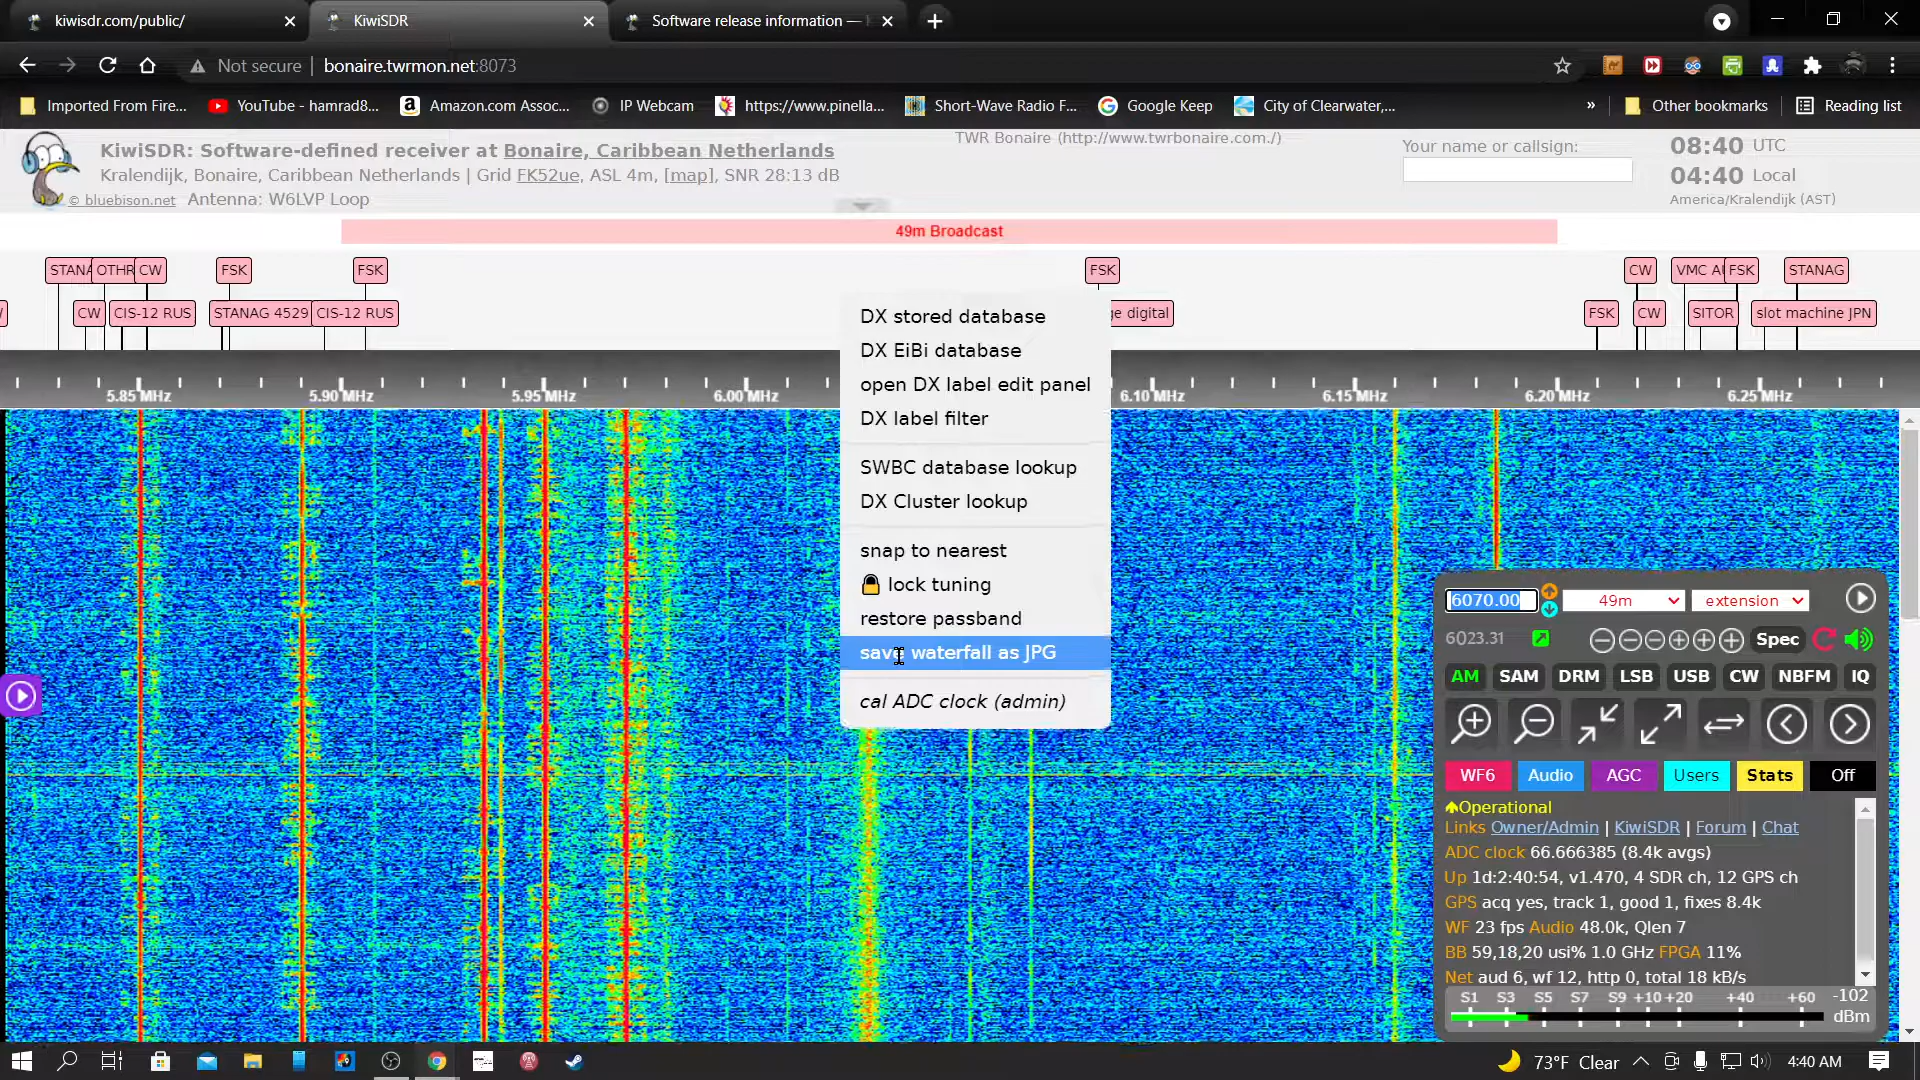 kiwisdr.com/public/
KiwiSDR
Software release information —
Not secure
bonaire.twrmon.net:8073
Imported From Fire...
YouTube - hamrad8...
Amazon.com Assoc...
IP Webcam
https://www.pinella...
Short-Wave Radio F...
Google Keep
City of Clearwater,...
»
Other bookmarks
Reading list
KiwiSDR: Software-defined receiver at Bonaire, Caribbean Netherlands
Kralendijk, Bonaire, Caribbean Netherlands | Grid FK52ue, ASL 4m, [map], SNR 28:13 dB
© bluebison.net Antenna: W6LVP Loop
TWR Bonaire (http://www.twrbonaire.com./)
Your name or callsign:
08:40 UTC
04:40 Local
America/Kralendijk (AST)
49m Broadcast
STANA OTHR CW FSK FSK FSK CW VMC AU FSK STANAG
CW CIS-12 RUS STANAG 4529 CIS-12 RUS ge digital FSK CW SITOR slot machine JPN
5.85 MHz 5.90 MHz 5.95 MHz 6.00 MHz 6.10 MHz 6.15 MHz 6.20 MHz 6.25 MHz
DX stored database
DX EiBi database
open DX label edit panel
DX label filter
SWBC database lookup
DX Cluster lookup
snap to nearest
lock tuning
restore passband
save waterfall as JPG
cal ADC clock (admin)
6070.00 49m extension
6023.31 Spec
AM SAM DRM LSB USB CW NBFM IQ
WF6 Audio AGC Users Stats Off
Operational
Links Owner/Admin | KiwiSDR | Forum | Chat
ADC clock 66.666385 (8.4k avgs)
Up 1d:2:40:54, v1.470, 4 SDR ch, 12 GPS ch
GPS acq yes, track 1, good 1, fixes 8.4k
WF 23 fps Audio 48.0k, Qlen 7
BB 59,18,20 usi% 1.0 GHz FPGA 11%
Net aud 6, wf 12, http 0, total 18 kB/s
S1 S3 S5 S7 S9 +10 +20 +40 +60 -102
dBm
73°F Clear
4:40 AM